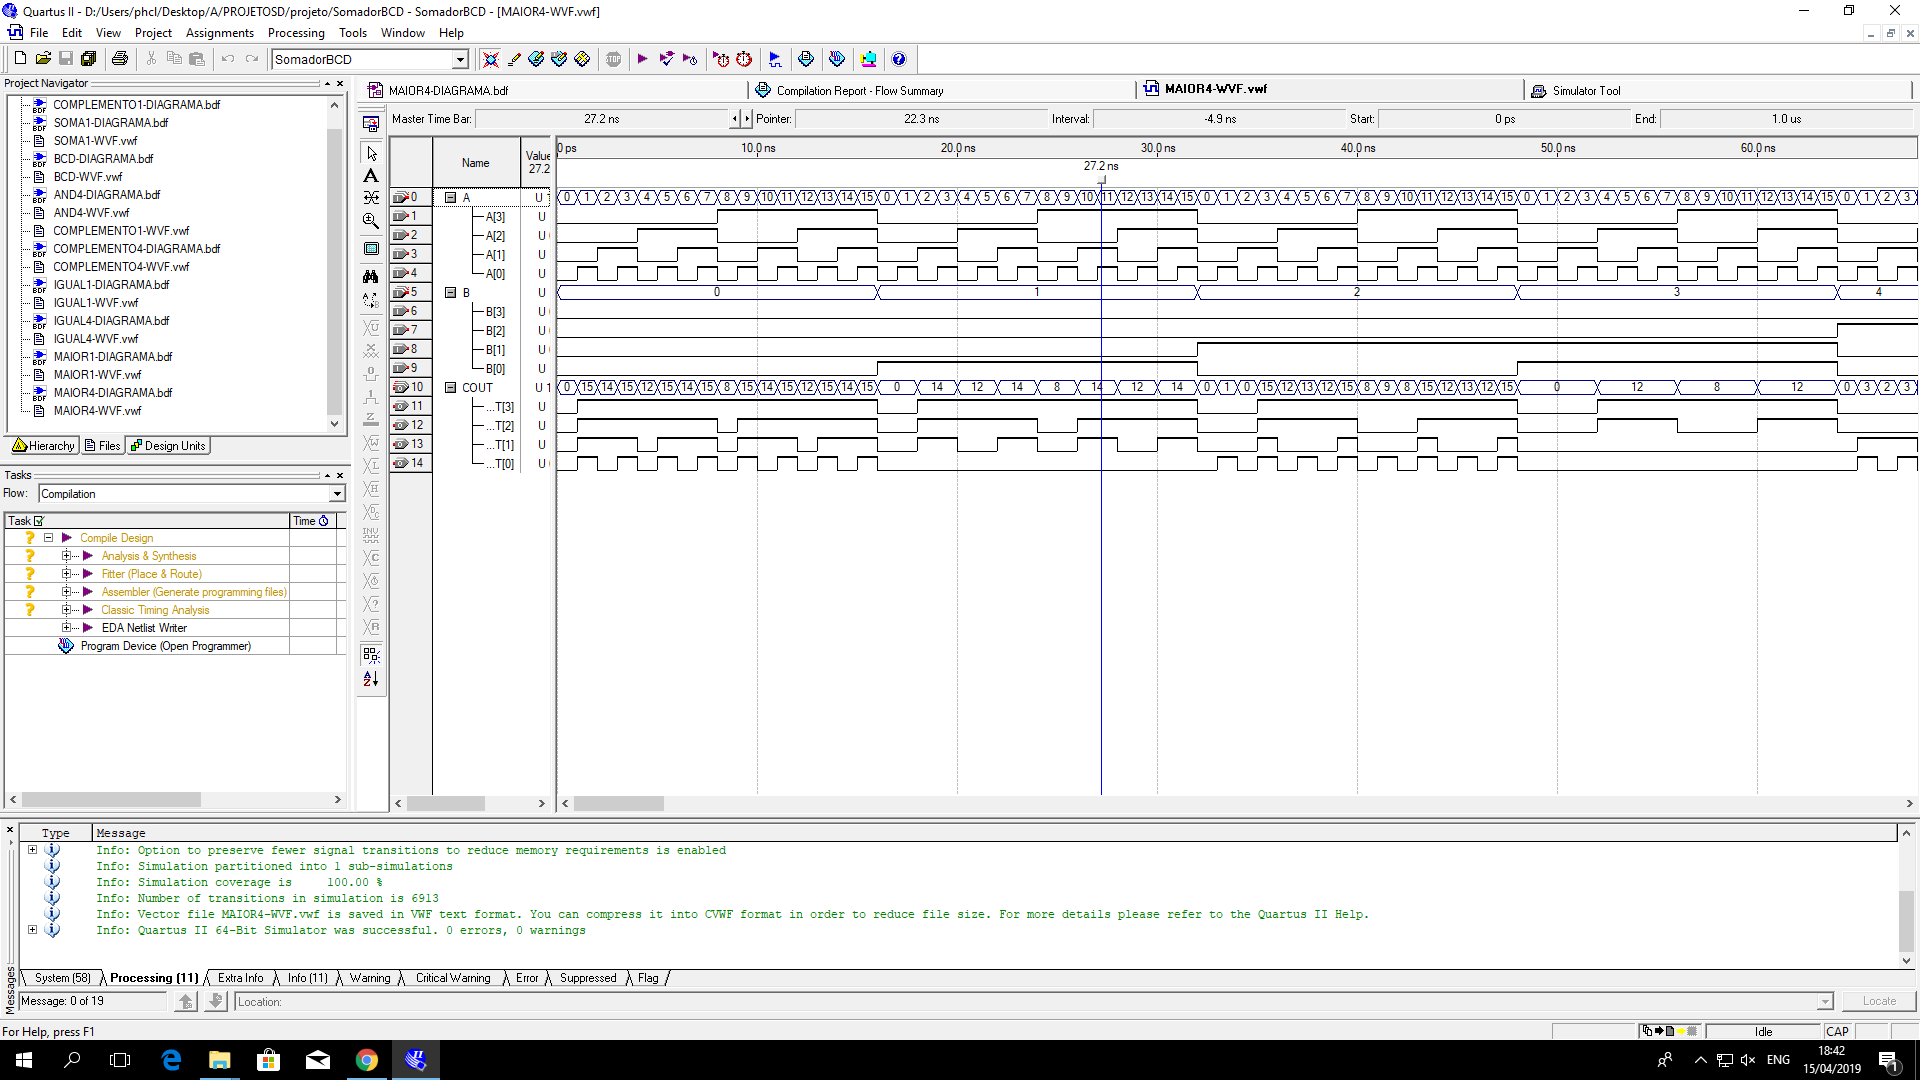 Quartus II - D:/Users/phcl/Desktop/A/PROJETOSD/projeto/SomadorBCD - SomadorBCD - [MAIOR4-WVF.vwf]
File Edit View Project Assignments Processing Tools Window Help
SomadorBCD
Project Navigator
COMPLEMENTO1-DIAGRAMA.bdf
SOMA1-DIAGRAMA.bdf
SOMA1-WVF.vwf
BCD-DIAGRAMA.bdf
BCD-WVF.vwf
AND4-DIAGRAMA.bdf
AND4-WVF.vwf
COMPLEMENTO1-WVF.vwf
COMPLEMENTO4-DIAGRAMA.bdf
COMPLEMENTO4-WVF.vwf
IGUAL1-DIAGRAMA.bdf
IGUAL1-WVF.vwf
IGUAL4-DIAGRAMA.bdf
IGUAL4-WVF.vwf
MAIOR1-DIAGRAMA.bdf
MAIOR1-WVF.vwf
MAIOR4-DIAGRAMA.bdf
MAIOR4-WVF.vwf
Hierarchy Files Design Units
Tasks
Flow: Compilation
Task Time
Compile Design
Analysis & Synthesis
Fitter (Place & Route)
Assembler (Generate programming files)
Classic Timing Analysis
EDA Netlist Writer
Program Device (Open Programmer)
MAIOR4-DIAGRAMA.bdf Compilation Report - Flow Summary MAIOR4-WVF.vwf Simulator Tool
Master Time Bar: 27.2 ns Pointer: 22.3 ns Interval: -4.9 ns Start: 0 ps End: 1.0 us
Name Value 27.2
0 ps 10.0 ns 20.0 ns 30.0 ns 40.0 ns 50.0 ns 60.0 ns
27.2 ns
0 A U 1 0 1 2 3 4 5 6 7 8 9 10 11 12 13 14 15 0 1 2 3 4 5 6 7 8 9 10 11 12 13 14 15 0 1 2 3 4 5 6 7 8 9 10 11 12 13 14 15 0 1 2 3 4 5 6 7 8 9 10 11 12 13 14 15 0 1 2 3
1 A[3] U
2 A[2] U
3 A[1] U
4 A[0] U
5 B U 0 1 2 3 4
6 B[3] U
7 B[2] U
8 B[1] U
9 B[0] U
10 COUT U 1 0 15 14 15 12 15 14 15 8 15 14 15 12 15 14 15 0 14 12 14 8 14 12 14 0 1 0 15 12 13 12 15 8 9 8 15 12 13 12 15 0 12 8 12 0 3 2 3
11 ...T[3] U
12 ...T[2] U
13 ...T[1] U
14 ...T[0] U
Type Message
Info: Option to preserve fewer signal transitions to reduce memory requirements is enabled
Info: Simulation partitioned into 1 sub-simulations
Info: Simulation coverage is 100.00 %
Info: Number of transitions in simulation is 6913
Info: Vector file MAIOR4-WVF.vwf is saved in VWF text format. You can compress it into CVWF format in order to reduce file size. For more details please refer to the Quartus II Help.
Info: Quartus II 64-Bit Simulator was successful. 0 errors, 0 warnings
System (58) Processing (11) Extra Info Info (11) Warning Critical Warning Error Suppressed Flag
Messages
Message: 0 of 19 Location: Locate
For Help, press F1 Idle CAP
ENG 18:42
15/04/2019 1